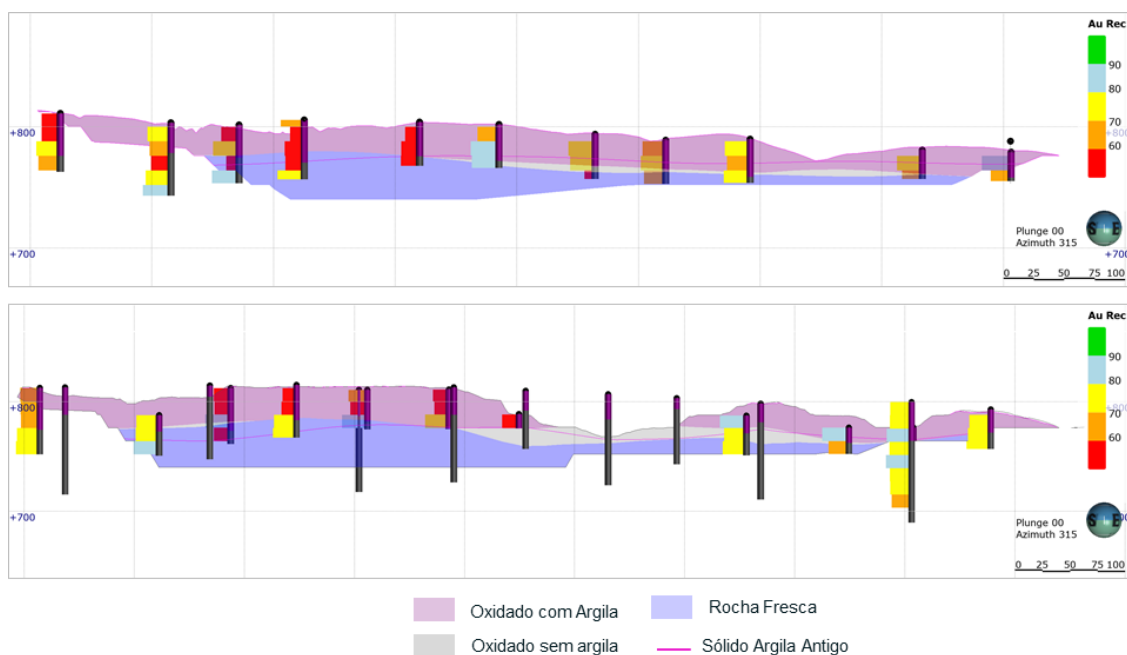 Au Rec
90
80
+800
+800
70
60
+700
Plunge 00
Azimuth 315
S E
+700
0 25 50 75 100
Au Rec
90
80
+800
+800
70
60
+700
Plunge 00
Azimuth 315
S E
0 25 50 75 100
Oxidado com Argila
Rocha Fresca
Oxidado sem argila
Sólido Argila Antigo